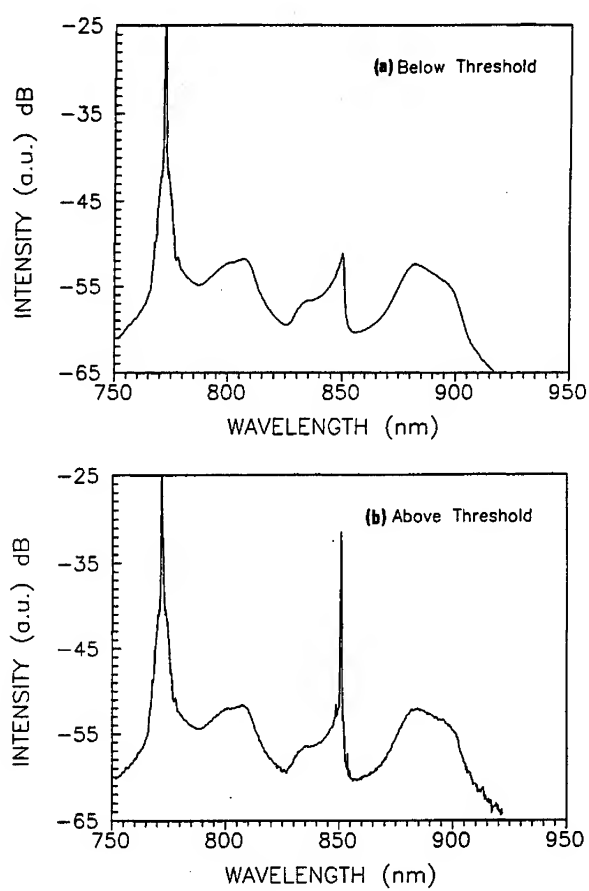 (a) Below Threshold
INTENSITY (a.u.) dB
-25
-35
-45
-55
-65
750 800 850 900 950
WAVELENGTH (nm)
(b) Above Threshold
INTENSITY (a.u.) dB
-25
-35
-45
-55
-65
750 800 850 900 950
WAVELENGTH (nm)